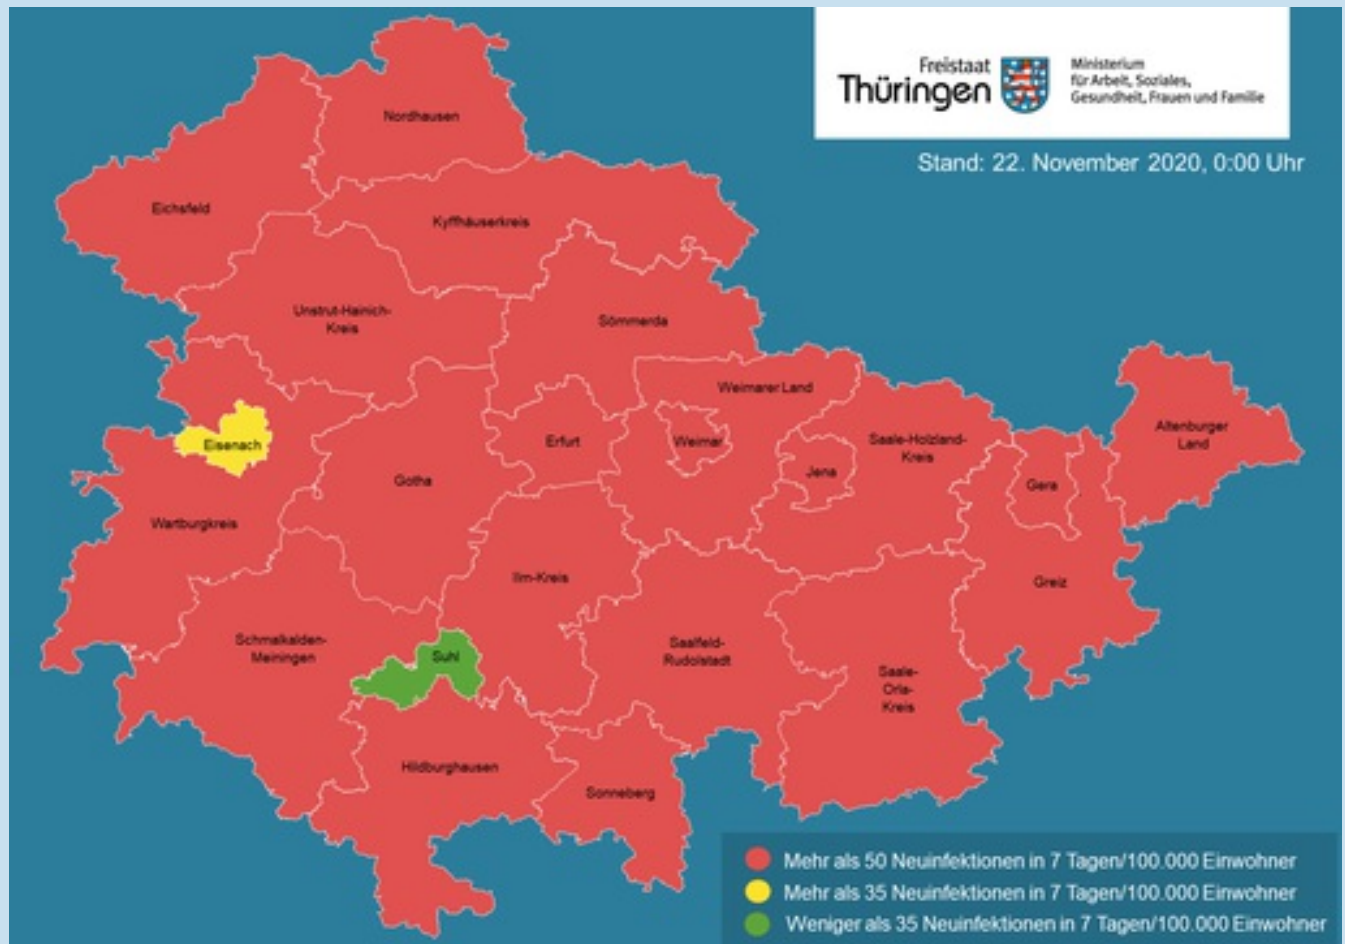 Freistaat
Thüringen
Ministerium
für Arbeit, Soziales,
Gesundheit, Frauen und Familie
Stand: 22. November 2020, 0:00 Uhr
Nordhausen
Eichsfeld
Kyffhäuserkreis
Unstrut-Hainich-
Kreis
Sömmerda
Weimarer Land
Eisenach
Erfurt
Weimar
Jena
Saale-Holzland-
Kreis
Altenburger
Land
Gotha
Gera
Wartburgkreis
Ilm-Kreis
Greiz
Schmalkalden-
Meiningen
Suhl
Saalfeld-
Rudolstadt
Saale-
Orla-
Kreis
Hildburghausen
Sonneberg
Mehr als 50 Neuinfektionen in 7 Tagen/100.000 Einwohner
Mehr als 35 Neuinfektionen in 7 Tagen/100.000 Einwohner
Weniger als 35 Neuinfektionen in 7 Tagen/100.000 Einwohner